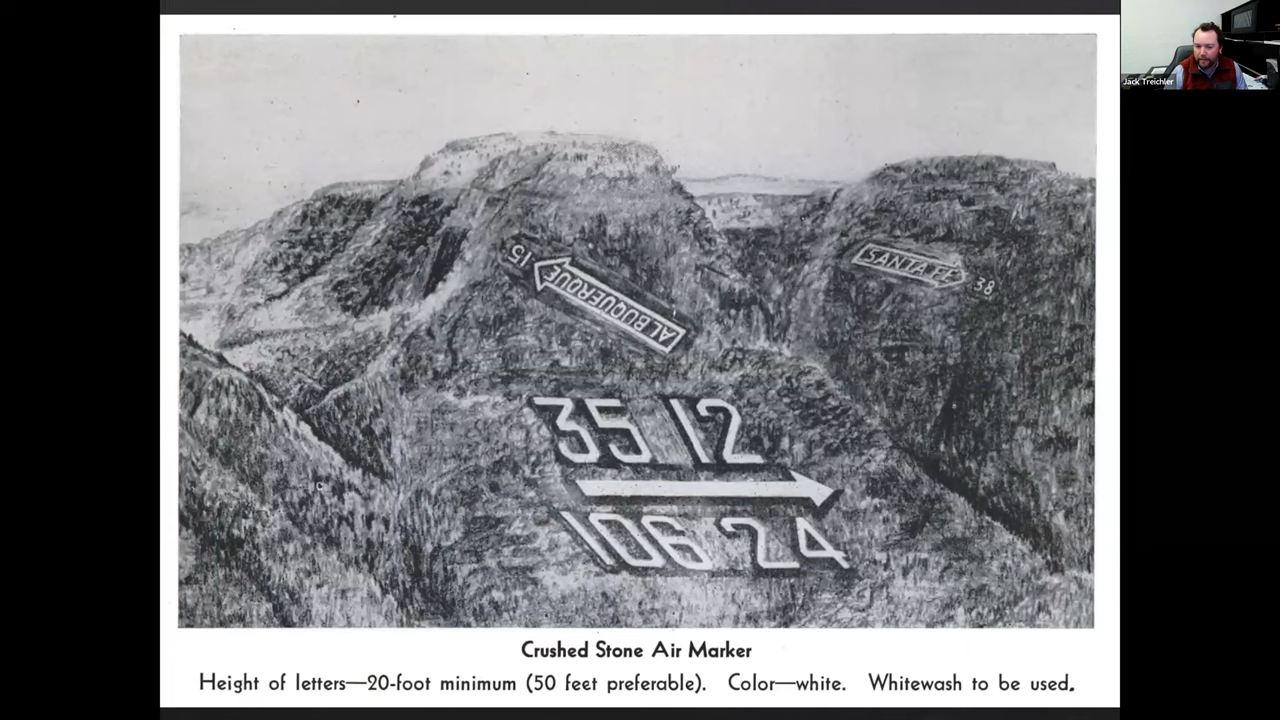 Jack Treichler
15
ALBUQUERQUE
SANTA FE
38
35 12
106 24
Crushed Stone Air Marker
Height of letters—20-foot minimum (50 feet preferable). Color—white. Whitewash to be used.